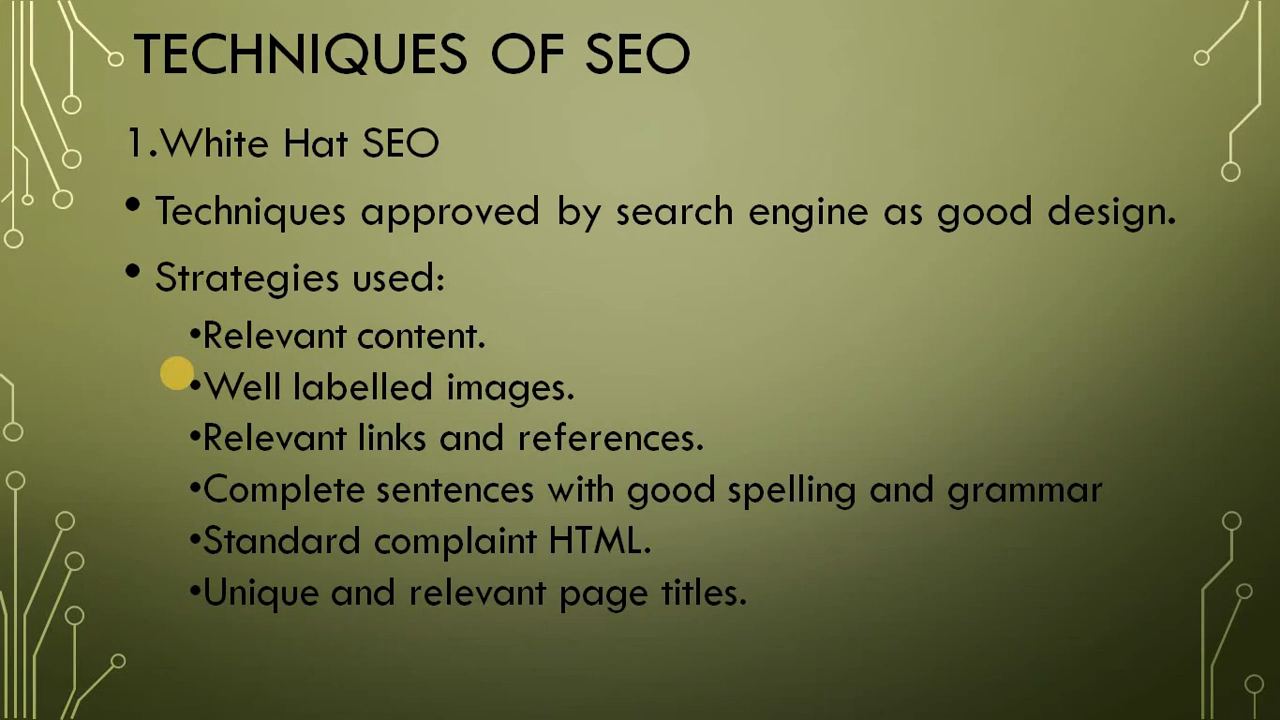 TECHNIQUES OF SEO
1.White Hat SEO
• Techniques approved by search engine as good design.
• Strategies used:
•Relevant content.
•Well labelled images.
•Relevant links and references.
•Complete sentences with good spelling and grammar
•Standard complaint HTML.
•Unique and relevant page titles.